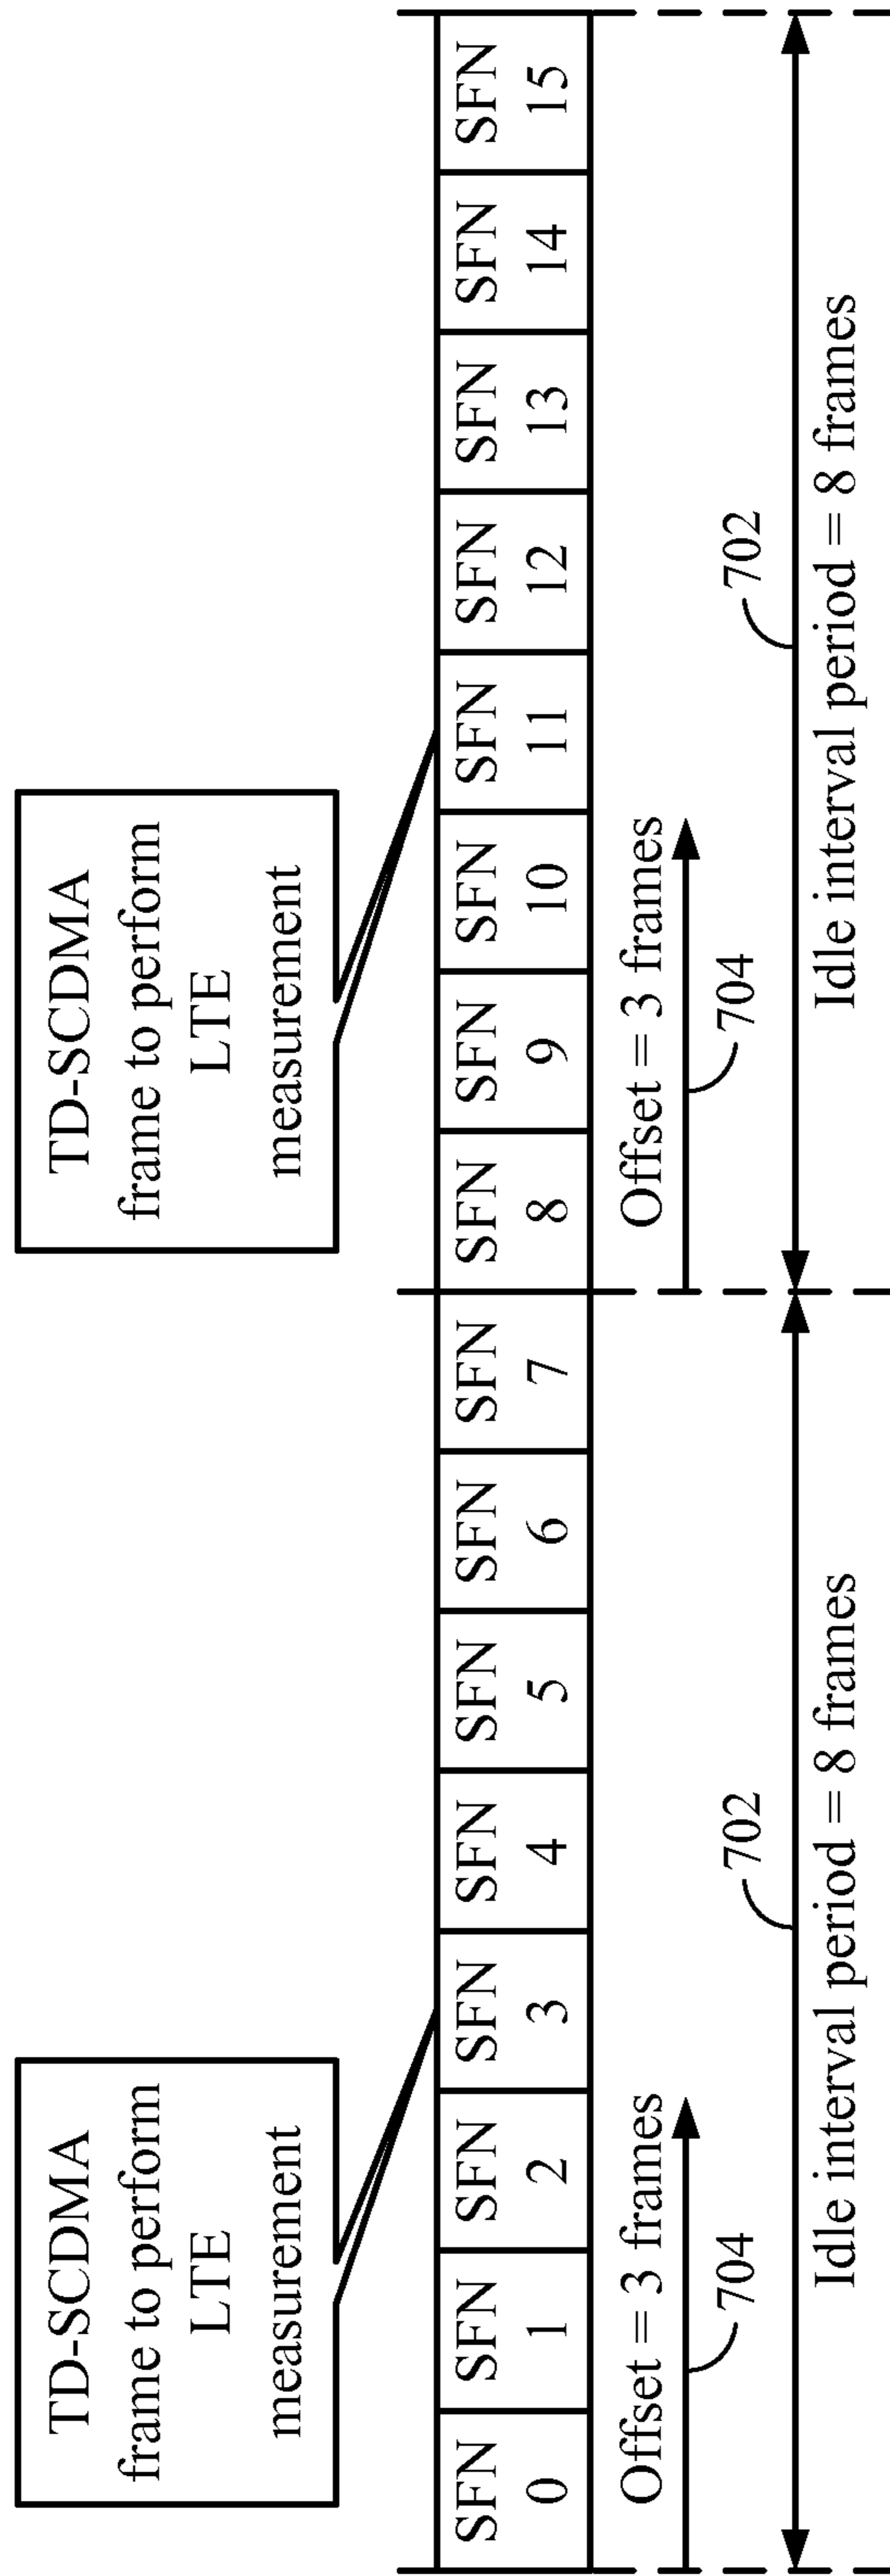 TD-SCDMA
frame to perform
LTE
measurement
TD-SCDMA
frame to perform
LTE
measurement
SFN
0
SFN
1
SFN
2
SFN
3
SFN
4
SFN
5
SFN
6
SFN
7
SFN
8
SFN
9
SFN
10
SFN
11
SFN
12
SFN
13
SFN
14
SFN
15
Offset = 3 frames
704
Offset = 3 frames
704
702
Idle interval period = 8 frames
702
Idle interval period = 8 frames